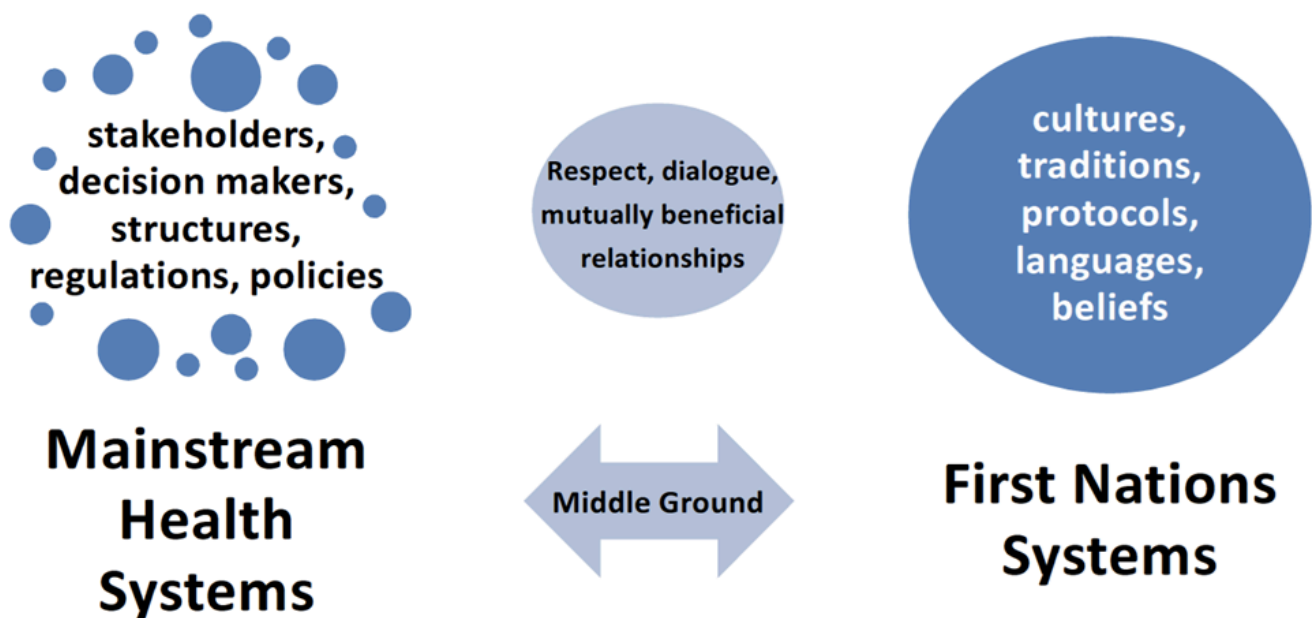 stakeholders,
decision makers,
structures,
regulations, policies
Mainstream
Health
Systems
Respect, dialogue,
mutually beneficial
relationships
Middle Ground
cultures,
traditions,
protocols,
languages,
beliefs
First Nations
Systems